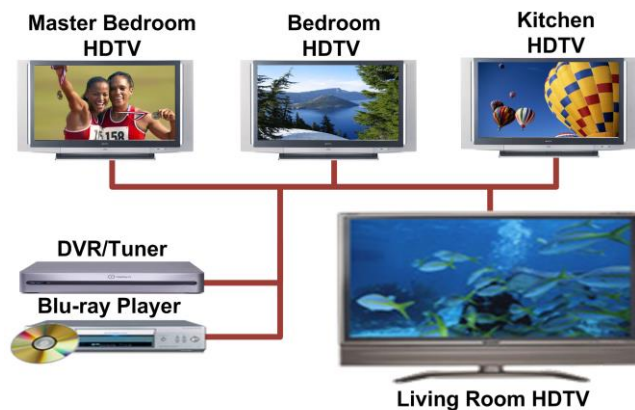 Master Bedroom
HDTV
Bedroom
HDTV
Kitchen
HDTV
158
DVR/Tuner
Blu-ray Player
Living Room HDTV